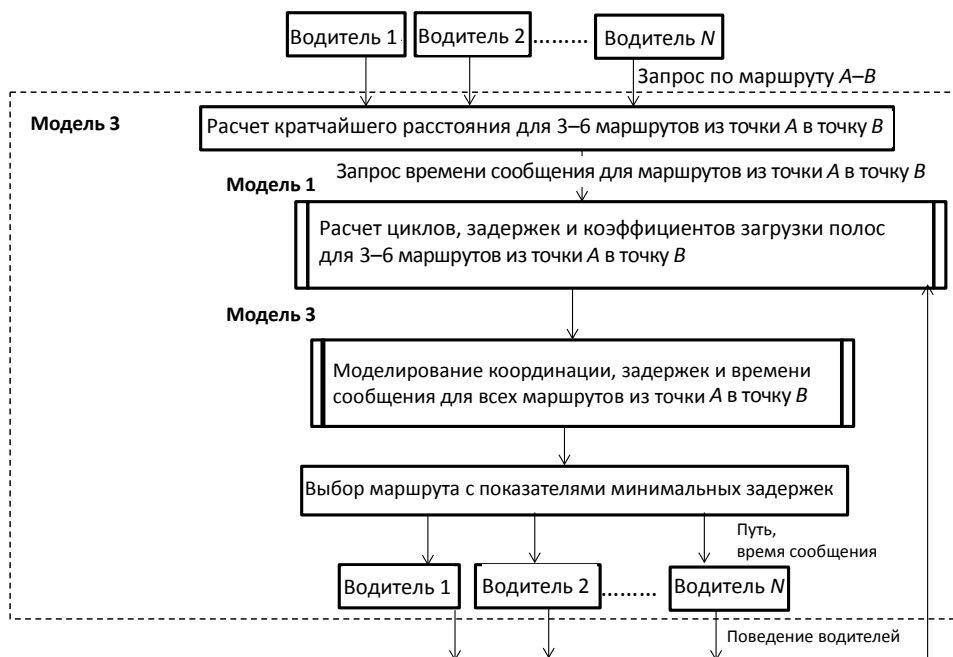 Водитель 1 Водитель 2 ......... Водитель N
Запрос по маршруту A–B
Модель 3
Расчет кратчайшего расстояния для 3–6 маршрутов из точки A в точку B
Запрос времени сообщения для маршрутов из точки A в точку B
Модель 1
Расчет циклов, задержек и коэффициентов загрузки полос
для 3–6 маршрутов из точки A в точку B
Модель 3
Моделирование координации, задержек и времени
сообщения для всех маршрутов из точки A в точку B
Выбор маршрута с показателями минимальных задержек
Путь,
время сообщения
Водитель 1 Водитель 2 ......... Водитель N
Поведение водителей